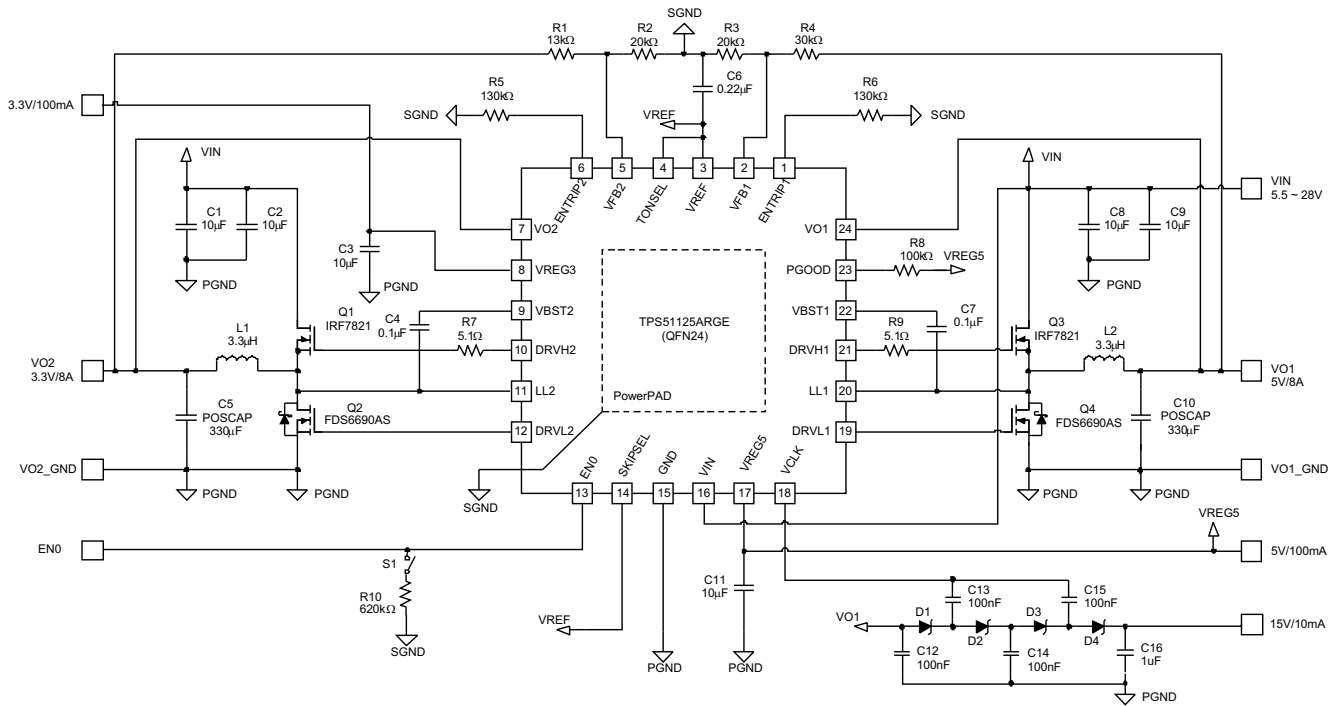 SGND
R1
13kΩ
R2
20kΩ
R3
20kΩ
R4
30kΩ
C6
0.22µF
3.3V/100mA
SGND
R5
130kΩ
VREF
R6
130kΩ
SGND
VIN
6
5
4
3
2
1
ENTRIP2
VFB2
TONSEL
VREF
VFB1
ENTRIP1
VIN
VIN
5.5 ~ 28V
C1
10µF
C2
10µF
PGND
C3
10µF
PGND
7
VO2
8
VREG3
9
VBST2
10
DRVH2
11
LL2
12
DRVL2
VO1
24
PGOOD
23
VBST1
22
DRVH1
21
LL1
20
DRVL1
19
R8
100kΩ
VREG5
C8
10µF
C9
10µF
PGND
TPS51125ARGE
(QFN24)
PowerPAD
Q1
IRF7821
C4
0.1µF
R7
5.1Ω
L1
3.3µH
R9
5.1Ω
C7
0.1µF
Q3
IRF7821
L2
3.3µH
VO2
3.3V/8A
VO1
5V/8A
C5
POSCAP
330µF
Q2
FDS6690AS
Q4
FDS6690AS
C10
POSCAP
330µF
VO2_GND
PGND
PGND
SGND
EN0
SKIPSEL
GND
VIN
VREG5
VCLK
13
14
15
16
17
18
PGND
PGND
VO1_GND
VREG5
EN0
5V/100mA
S1
R10
620kΩ
SGND
VREF
PGND
C11
10µF
PGND
C13
100nF
C15
100nF
VO1
D1
D2
D3
D4
15V/10mA
C12
100nF
C14
100nF
C16
1uF
PGND